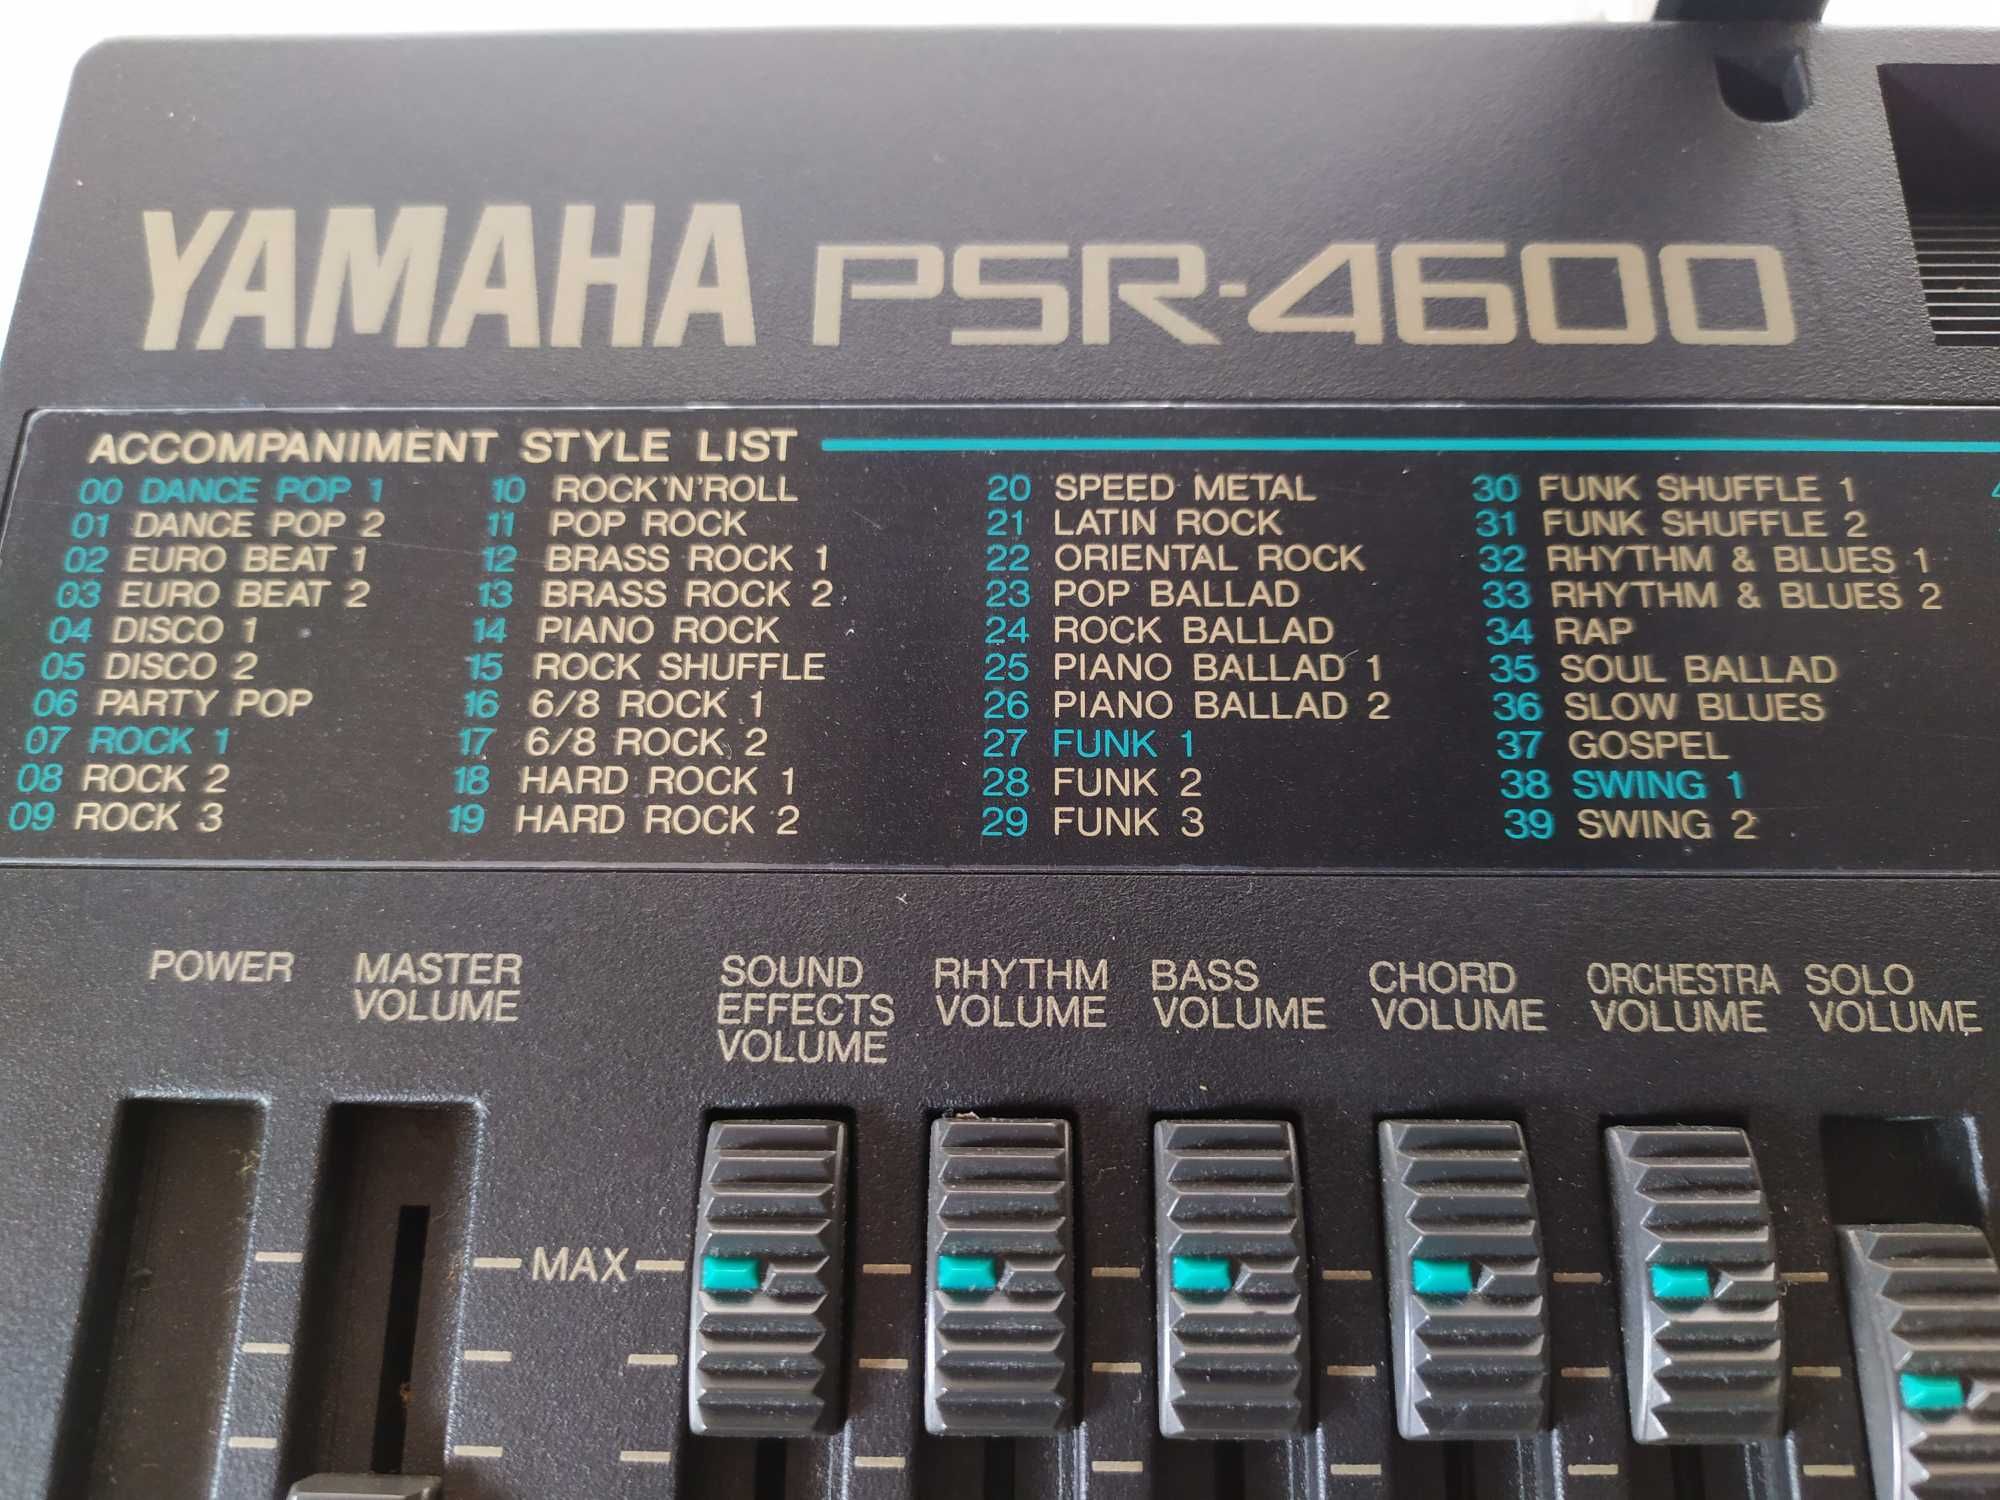 YAMAHA PSR-4600
ACCOMPANIMENT STYLE LIST
00 DANCE POP 1
01 DANCE POP 2
02 EURO BEAT 1
03 EURO BEAT 2
04 DISCO 1
05 DISCO 2
06 PARTY POP
07 ROCK 1
08 ROCK 2
09 ROCK 3
10 ROCK'N'ROLL
11 POP ROCK
12 BRASS ROCK 1
13 BRASS ROCK 2
14 PIANO ROCK
15 ROCK SHUFFLE
16 6/8 ROCK 1
17 6/8 ROCK 2
18 HARD ROCK 1
19 HARD ROCK 2
20 SPEED METAL
21 LATIN ROCK
22 ORIENTAL ROCK
23 POP BALLAD
24 ROCK BALLAD
25 PIANO BALLAD 1
26 PIANO BALLAD 2
27 FUNK 1
28 FUNK 2
29 FUNK 3
30 FUNK SHUFFLE 1
31 FUNK SHUFFLE 2
32 RHYTHM & BLUES 1
33 RHYTHM & BLUES 2
34 RAP
35 SOUL BALLAD
36 SLOW BLUES
37 GOSPEL
38 SWING 1
39 SWING 2
POWER
MASTER
VOLUME
SOUND
EFFECTS
VOLUME
RHYTHM
VOLUME
BASS
VOLUME
CHORD
VOLUME
ORCHESTRA
VOLUME
SOLO
VOLUME
MAX